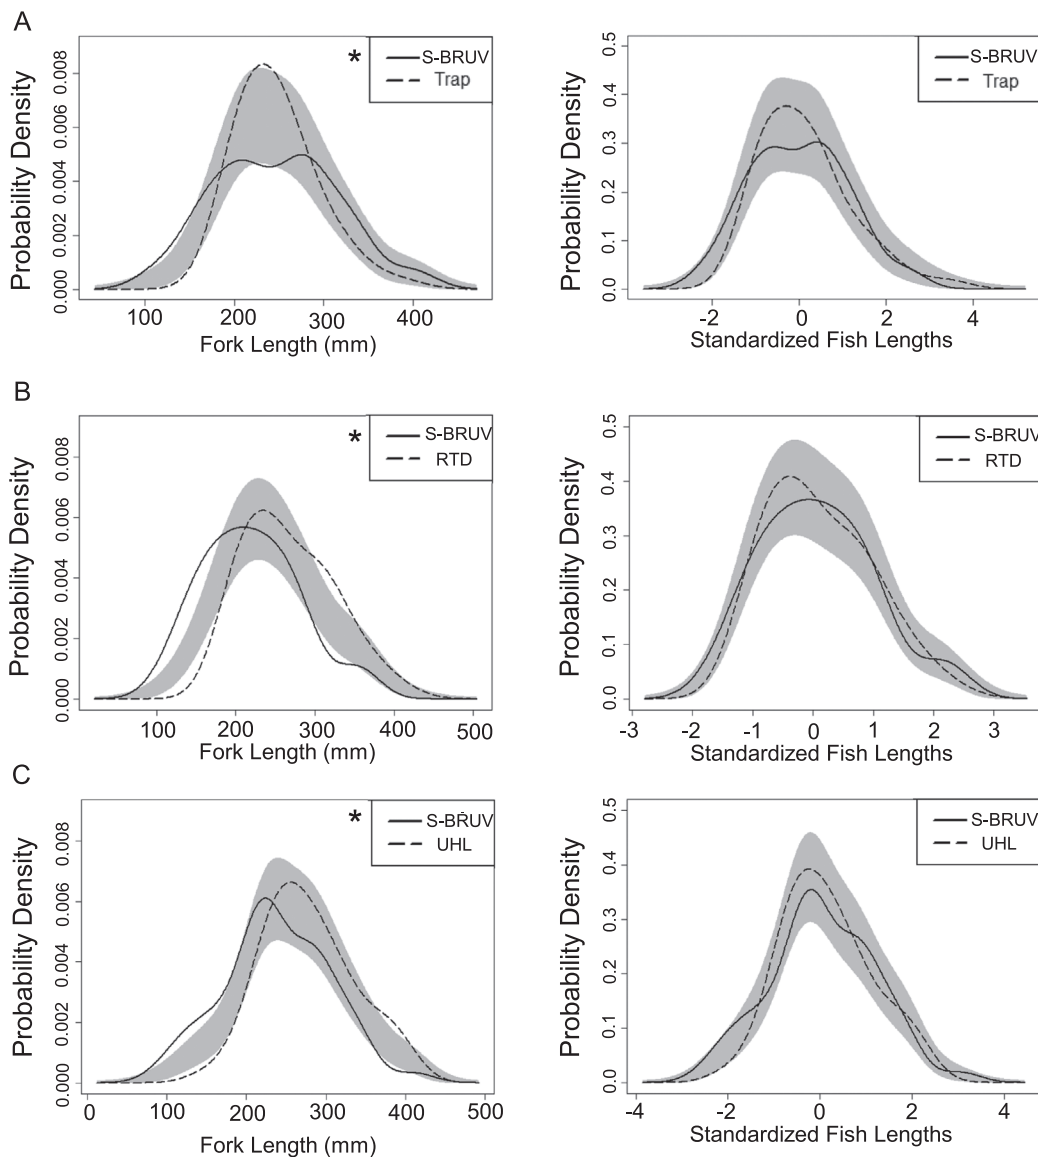 A
Probability Density
0.000 0.002 0.004 0.006 0.008
*
S-BRUV
Trap
100 200 300 400
Fork Length (mm)
Probability Density
0.0 0.1 0.2 0.3 0.4 0.5
S-BRUV
Trap
-2 0 2 4
Standardized Fish Lengths
B
Probability Density
0.000 0.002 0.004 0.006 0.008
*
S-BRUV
RTD
100 200 300 400 500
Fork Length (mm)
Probability Density
0.0 0.1 0.2 0.3 0.4 0.5
S-BRUV
RTD
-3 -2 -1 0 1 2 3
Standardized Fish Lengths
C
Probability Density
0.000 0.002 0.004 0.006 0.008
*
S-BRUV
UHL
0 100 200 300 400 500
Fork Length (mm)
Probability Density
0.0 0.1 0.2 0.3 0.4 0.5
S-BRUV
UHL
-4 -2 0 2 4
Standardized Fish Lengths